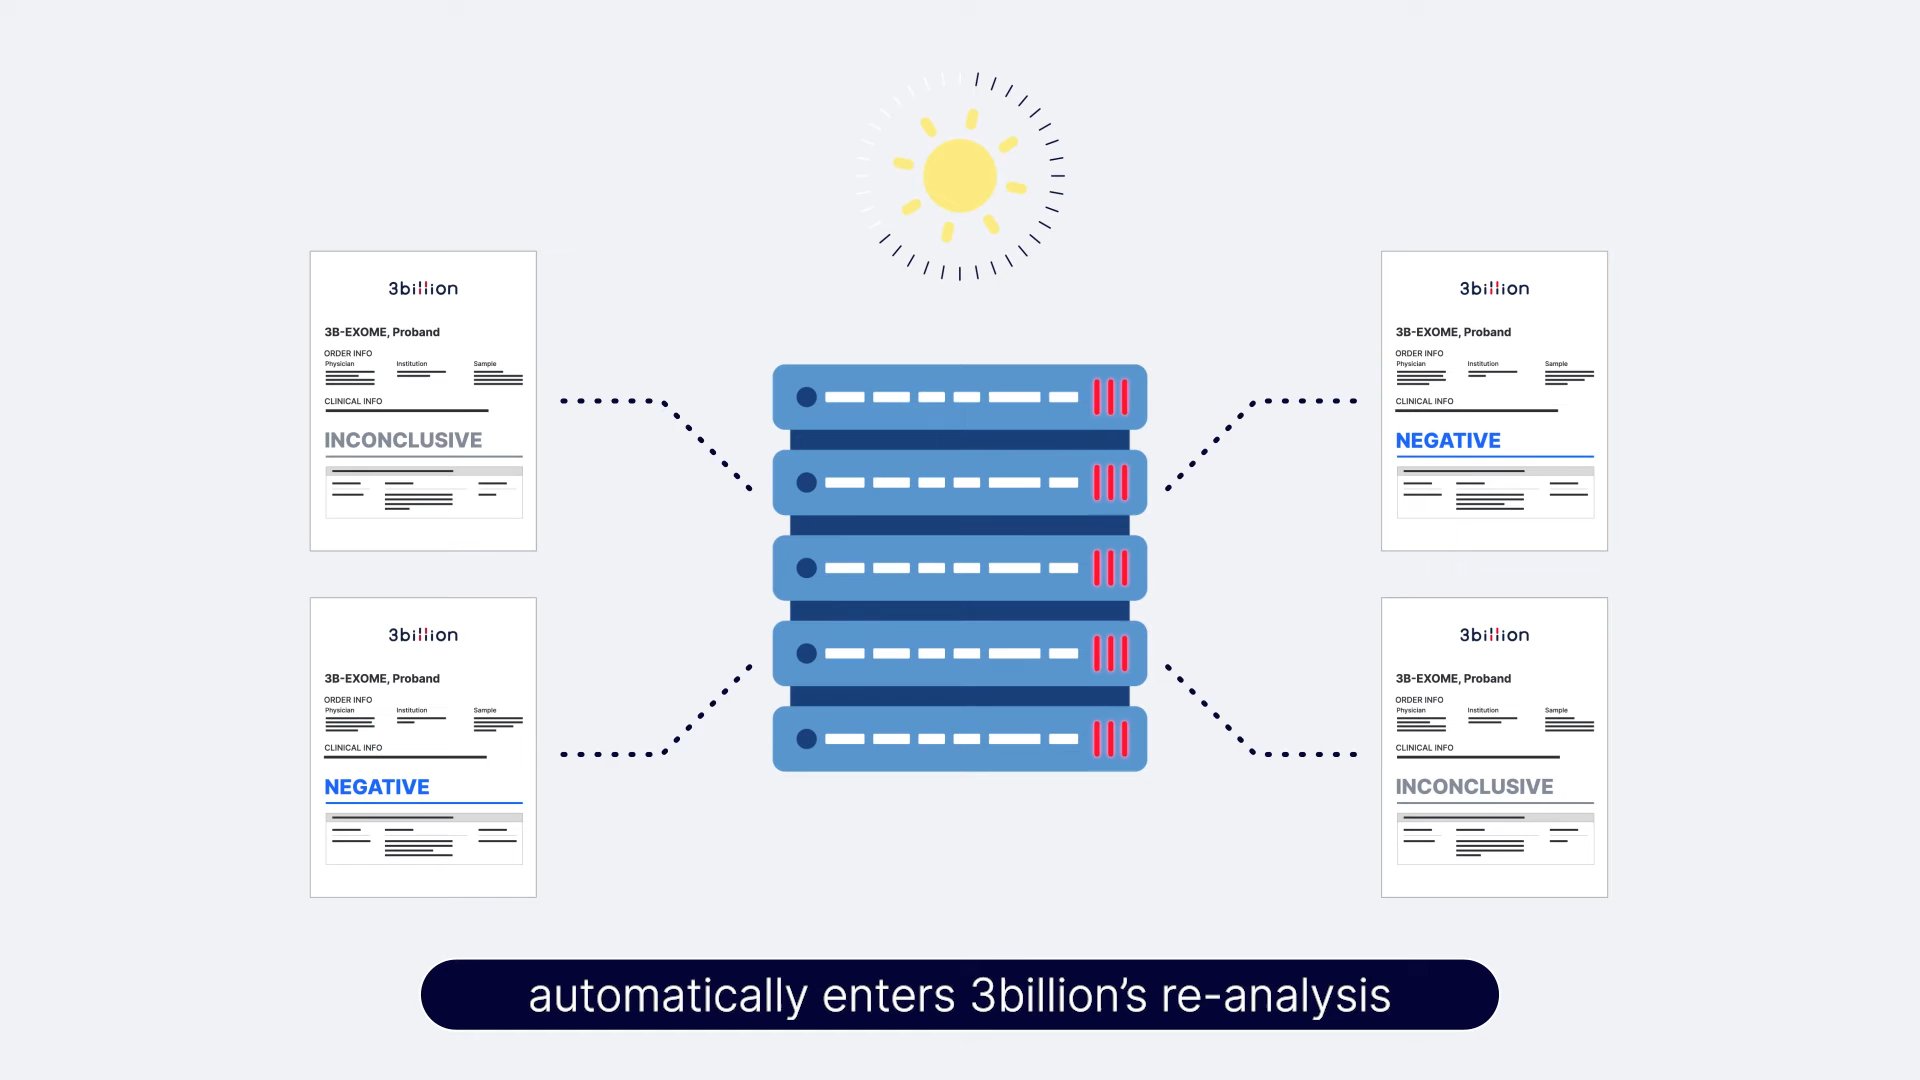 3billion
3B-EXOME, Proband
ORDER INFO
Physician Institution Sample
CLINICAL INFO
INCONCLUSIVE
3billion
3B-EXOME, Proband
ORDER INFO
Physician Institution Sample
CLINICAL INFO
NEGATIVE
3billion
3B-EXOME, Proband
ORDER INFO
Physician Institution Sample
CLINICAL INFO
NEGATIVE
3billion
3B-EXOME, Proband
ORDER INFO
Physician Institution Sample
CLINICAL INFO
INCONCLUSIVE
automatically enters 3billion’s re-analysis